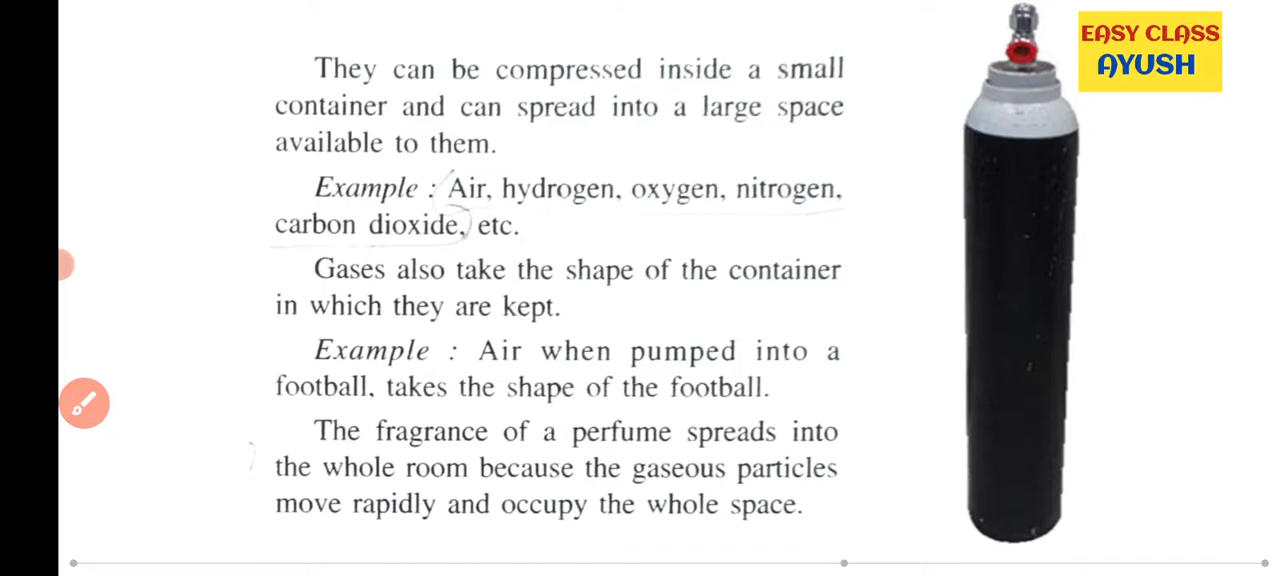 They can be compressed inside a small
container and can spread into a large space
available to them.
Example : Air, hydrogen, oxygen, nitrogen,
carbon dioxide, etc.
Gases also take the shape of the container
in which they are kept.
Example : Air when pumped into a
football, takes the shape of the football.
The fragrance of a perfume spreads into
the whole room because the gaseous particles
move rapidly and occupy the whole space.
EASY CLASS
AYUSH